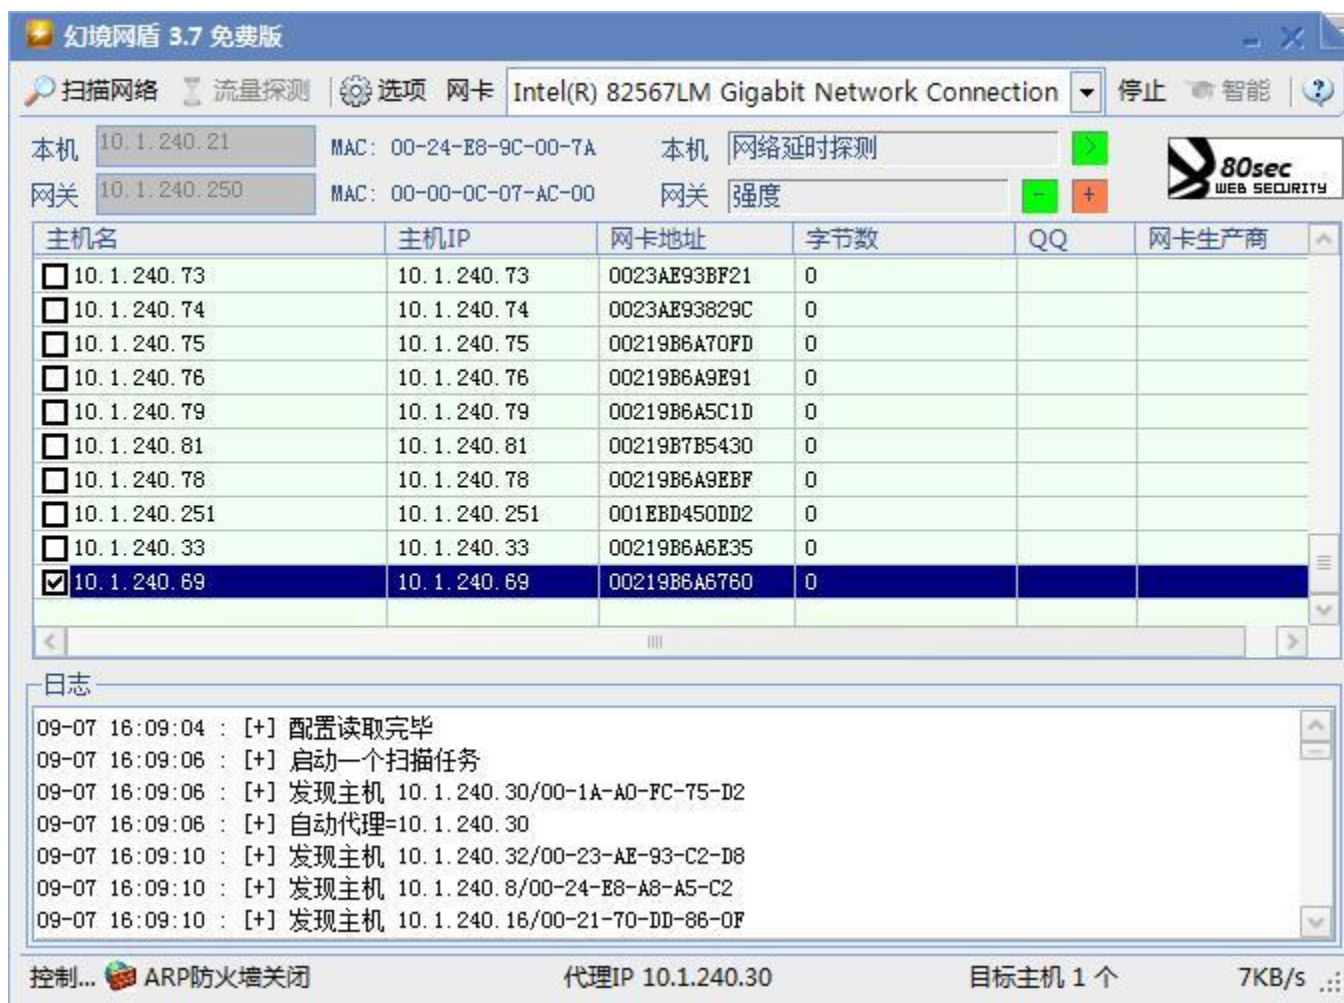 幻境网盾 3.7 免费版
扫描网络 流量探测 选项 网卡 Intel(R) 82567LM Gigabit Network Connection 停止 智能
本机 10.1.240.21 MAC: 00-24-E8-9C-00-7A 本机 网络延时探测 >
网关 10.1.240.250 MAC: 00-00-0C-07-AC-00 网关 强度 - +
80sec
WEB SECURITY
主机名 主机IP 网卡地址 字节数 QQ 网卡生产商
10.1.240.73 10.1.240.73 0023AE93BF21 0
10.1.240.74 10.1.240.74 0023AE93829C 0
10.1.240.75 10.1.240.75 00219B6A70FD 0
10.1.240.76 10.1.240.76 00219B6A9E91 0
10.1.240.79 10.1.240.79 00219B6A5C1D 0
10.1.240.81 10.1.240.81 00219B7B5430 0
10.1.240.78 10.1.240.78 00219B6A9EBF 0
10.1.240.251 10.1.240.251 001EBD450DD2 0
10.1.240.33 10.1.240.33 00219B6A6E35 0
10.1.240.69 10.1.240.69 00219B6A6760 0
日志
09-07 16:09:04 : [+] 配置读取完毕
09-07 16:09:06 : [+] 启动一个扫描任务
09-07 16:09:06 : [+] 发现主机 10.1.240.30/00-1A-A0-FC-75-D2
09-07 16:09:06 : [+] 自动代理=10.1.240.30
09-07 16:09:10 : [+] 发现主机 10.1.240.32/00-23-AE-93-C2-D8
09-07 16:09:10 : [+] 发现主机 10.1.240.8/00-24-E8-A8-A5-C2
09-07 16:09:10 : [+] 发现主机 10.1.240.16/00-21-70-DD-86-0F
控制... ARP防火墙关闭 代理IP 10.1.240.30 目标主机 1 个 7KB/s